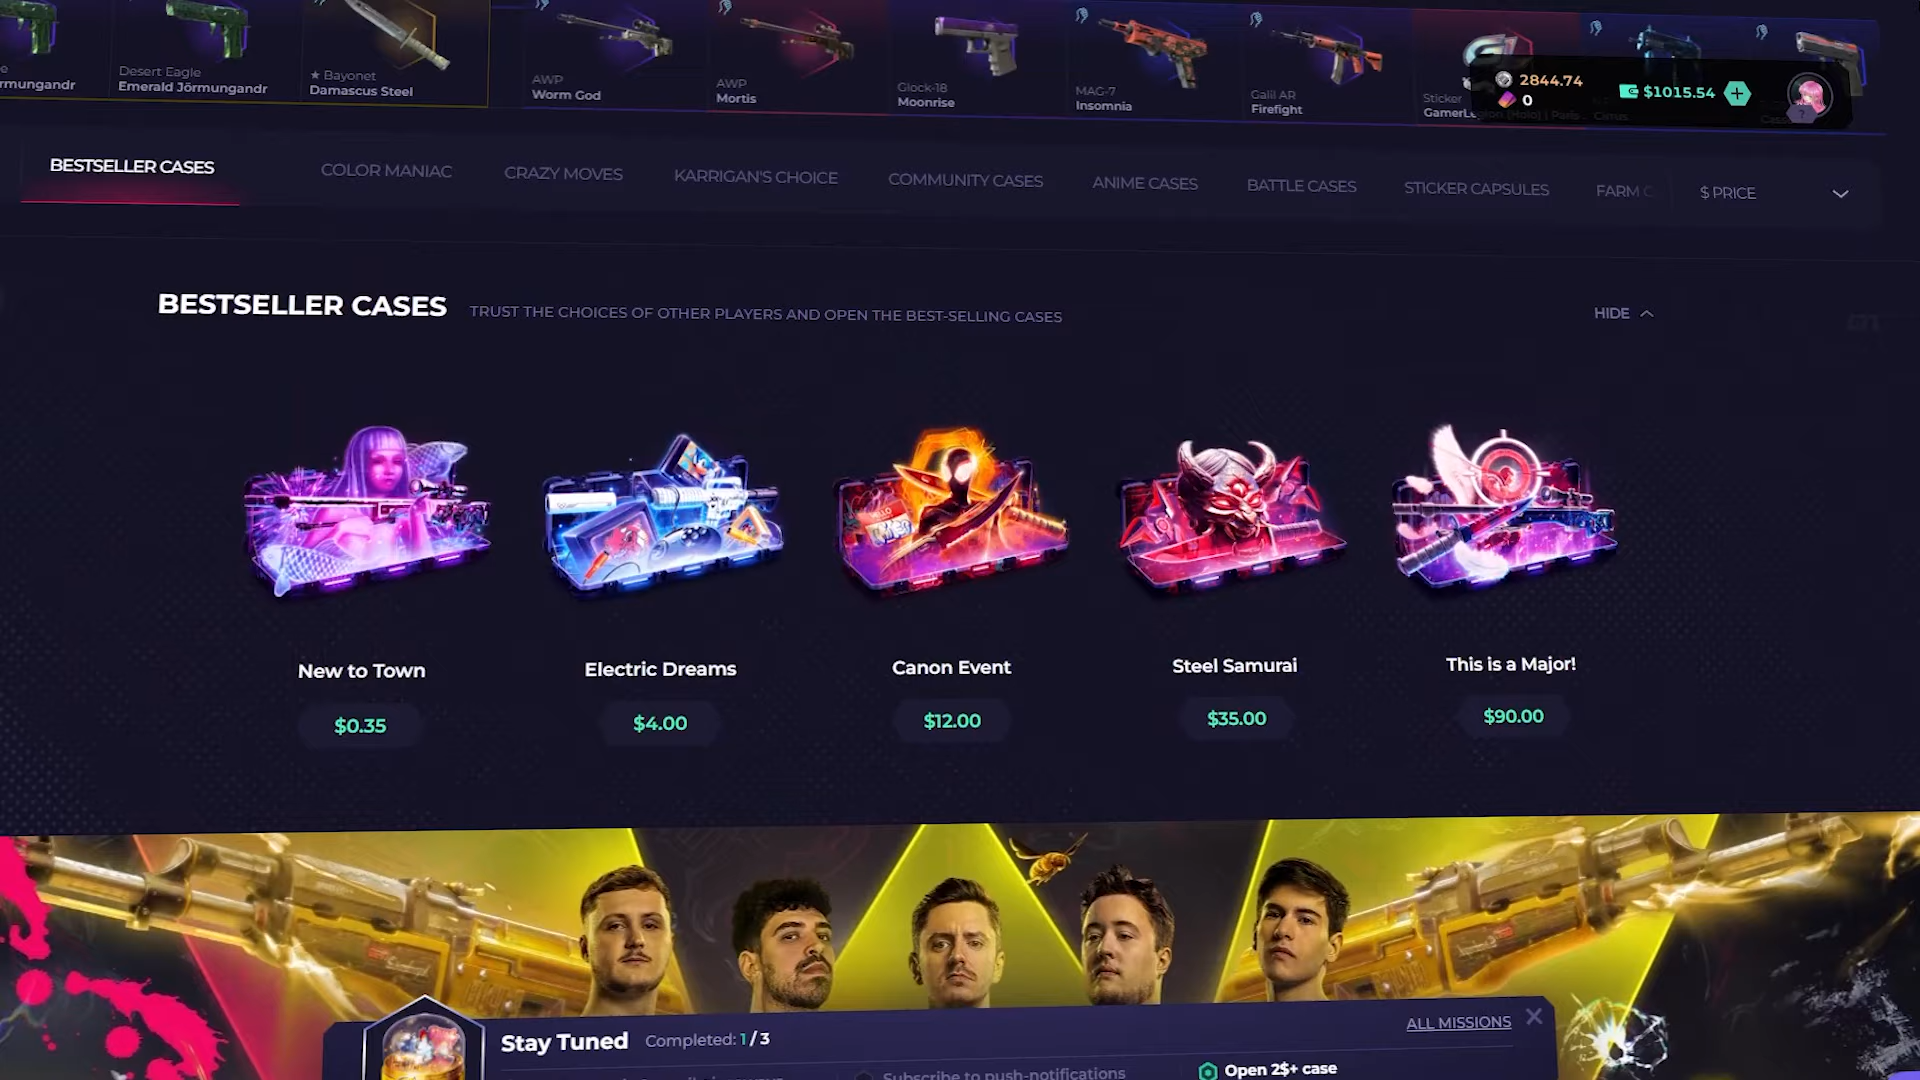 rmungandr
Desert Eagle
Emerald Jörmungandr
★ Bayonet
Damascus Steel
AWP
Worm God
AWP
Mortis
Glock-18
Moonrise
MAG-7
Insomnia
Galil AR
Firefight
Sticker
2844.74
0
$1015.54
BESTSELLER CASES
COLOR MANIAC
CRAZY MOVES
KARRIGAN'S CHOICE
COMMUNITY CASES
ANIME CASES
BATTLE CASES
STICKER CAPSULES
FARM C
$ PRICE
BESTSELLER CASES
TRUST THE CHOICES OF OTHER PLAYERS AND OPEN THE BEST-SELLING CASES
HIDE
New to Town
Electric Dreams
Canon Event
Steel Samurai
This is a Major!
$0.35
$4.00
$12.00
$35.00
$90.00
Stay Tuned
Completed: 1/3
ALL MISSIONS
Subscribe to push-notifications
Open 2$+ case